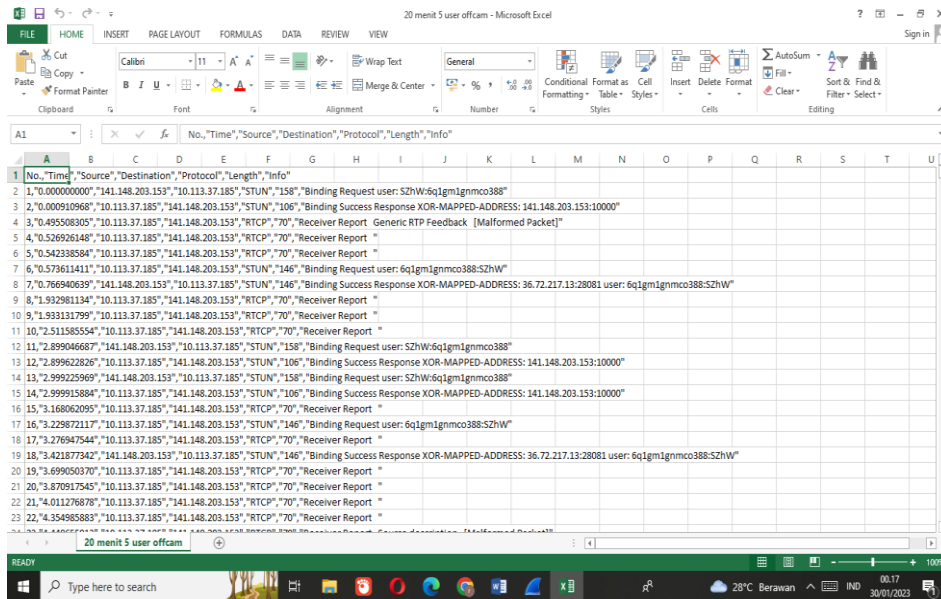 20 menit 5 user offcam - Microsoft Excel
FILE HOME INSERT PAGE LAYOUT FORMULAS DATA REVIEW VIEW Sign in
Cut
Copy
Format Painter
Paste
Clipboard
Calibri 11
B I U
Font
Wrap Text
Merge & Center
Alignment
General
Number
Conditional Formatting
Format as Table
Cell Styles
Styles
Insert Delete Format
Cells
AutoSum
Fill
Clear
Sort & Filter
Find & Select
Editing
A1 fx No.,"Time","Source","Destination","Protocol","Length","Info"
A B C D E F G H I J K L M N O P Q R S T U
1 No.,"Time","Source","Destination","Protocol","Length","Info"
2 1,"0.000000000","141.148.203.153","10.113.37.185","STUN","158","Binding Request user: SZhW:6q1gm1gnmco388"
3 2,"0.000910968","10.113.37.185","141.148.203.153","STUN","106","Binding Success Response XOR-MAPPED-ADDRESS: 141.148.203.153:10000"
4 3,"0.495508305","10.113.37.185","141.148.203.153","RTCP","70","Receiver Report Generic RTP Feedback [Malformed Packet]"
5 4,"0.526926148","10.113.37.185","141.148.203.153","RTCP","70","Receiver Report "
6 5,"0.542338584","10.113.37.185","141.148.203.153","RTCP","70","Receiver Report "
7 6,"0.573611411","10.113.37.185","141.148.203.153","STUN","146","Binding Request user: 6q1gm1gnmco388:SZhW"
8 7,"0.766940639","141.148.203.153","10.113.37.185","STUN","146","Binding Success Response XOR-MAPPED-ADDRESS: 36.72.217.13:28081 user: 6q1gm1gnmco388:SZhW"
9 8,"1.932981134","10.113.37.185","141.148.203.153","RTCP","70","Receiver Report "
10 9,"1.933131799","10.113.37.185","141.148.203.153","RTCP","70","Receiver Report "
11 10,"2.511585554","10.113.37.185","141.148.203.153","RTCP","70","Receiver Report "
12 11,"2.899046687","141.148.203.153","10.113.37.185","STUN","158","Binding Request user: SZhW:6q1gm1gnmco388"
13 12,"2.899622826","10.113.37.185","141.148.203.153","STUN","106","Binding Success Response XOR-MAPPED-ADDRESS: 141.148.203.153:10000"
14 13,"2.999225969","141.148.203.153","10.113.37.185","STUN","158","Binding Request user: SZhW:6q1gm1gnmco388"
15 14,"2.999915884","10.113.37.185","141.148.203.153","STUN","106","Binding Success Response XOR-MAPPED-ADDRESS: 141.148.203.153:10000"
16 15,"3.168062095","10.113.37.185","141.148.203.153","RTCP","70","Receiver Report "
17 16,"3.229872117","10.113.37.185","141.148.203.153","STUN","146","Binding Request user: 6q1gm1gnmco388:SZhW"
18 17,"3.276947544","10.113.37.185","141.148.203.153","RTCP","70","Receiver Report "
19 18,"3.421877342","141.148.203.153","10.113.37.185","STUN","146","Binding Success Response XOR-MAPPED-ADDRESS: 36.72.217.13:28081 user: 6q1gm1gnmco388:SZhW"
20 19,"3.699050370","10.113.37.185","141.148.203.153","RTCP","70","Receiver Report "
21 20,"3.870917545","10.113.37.185","141.148.203.153","RTCP","70","Receiver Report "
22 21,"4.011276878","10.113.37.185","141.148.203.153","RTCP","70","Receiver Report "
23 22,"4.354985883","10.113.37.185","141.148.203.153","RTCP","70","Receiver Report "
20 menit 5 user offcam
READY 100%
Type here to search 28°C Berawan IND 00.17
30/01/2023